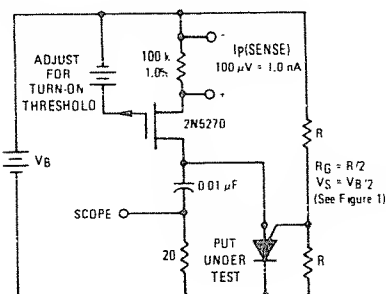 -
Ip(SENSE)
100 μV = 1.0 nA
+
ADJUST
FOR
TURN-ON
THRESHOLD
100 k
1.0%
2N5270
VB
R
RG = R/2
VS = VB/2
(See Figure 1)
0.01 μF
SCOPE
20
PUT
UNDER
TEST
R